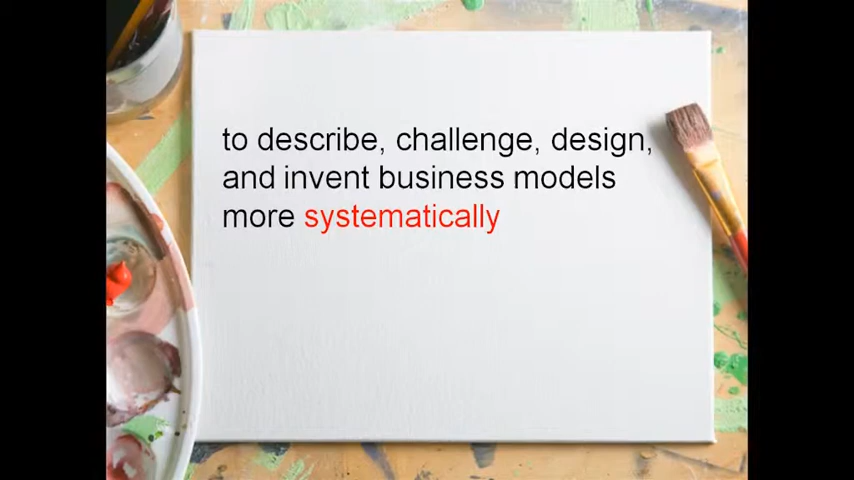 to describe, challenge, design,
and invent business models
more systematically